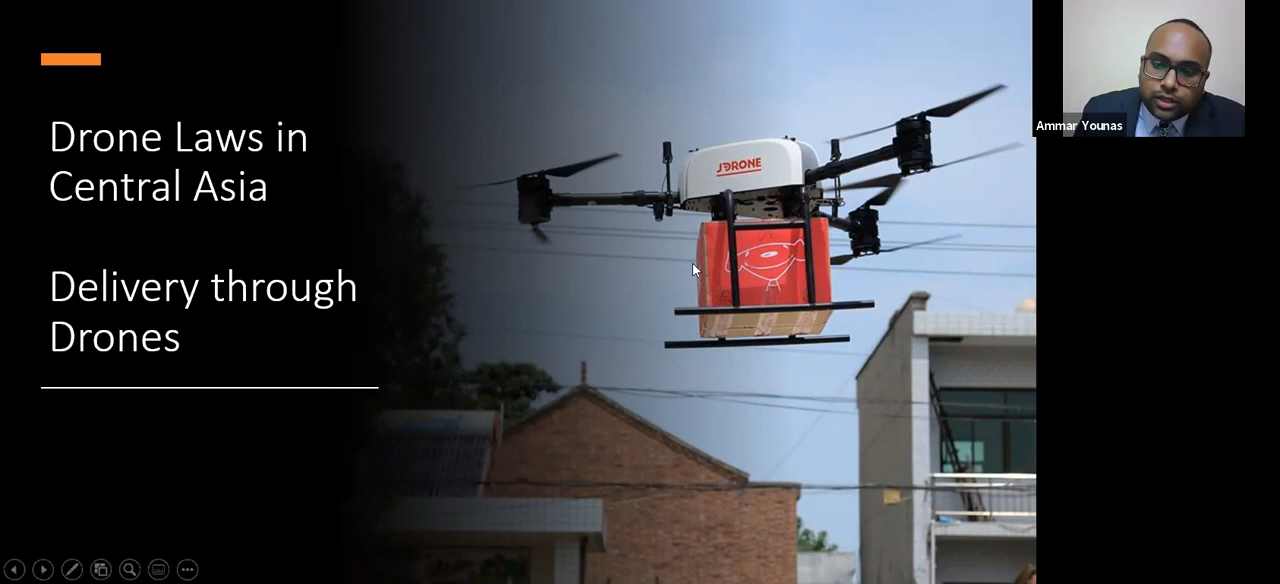 Drone Laws in
Central Asia
Delivery through
Drones
JDRONE
Ammar Younas